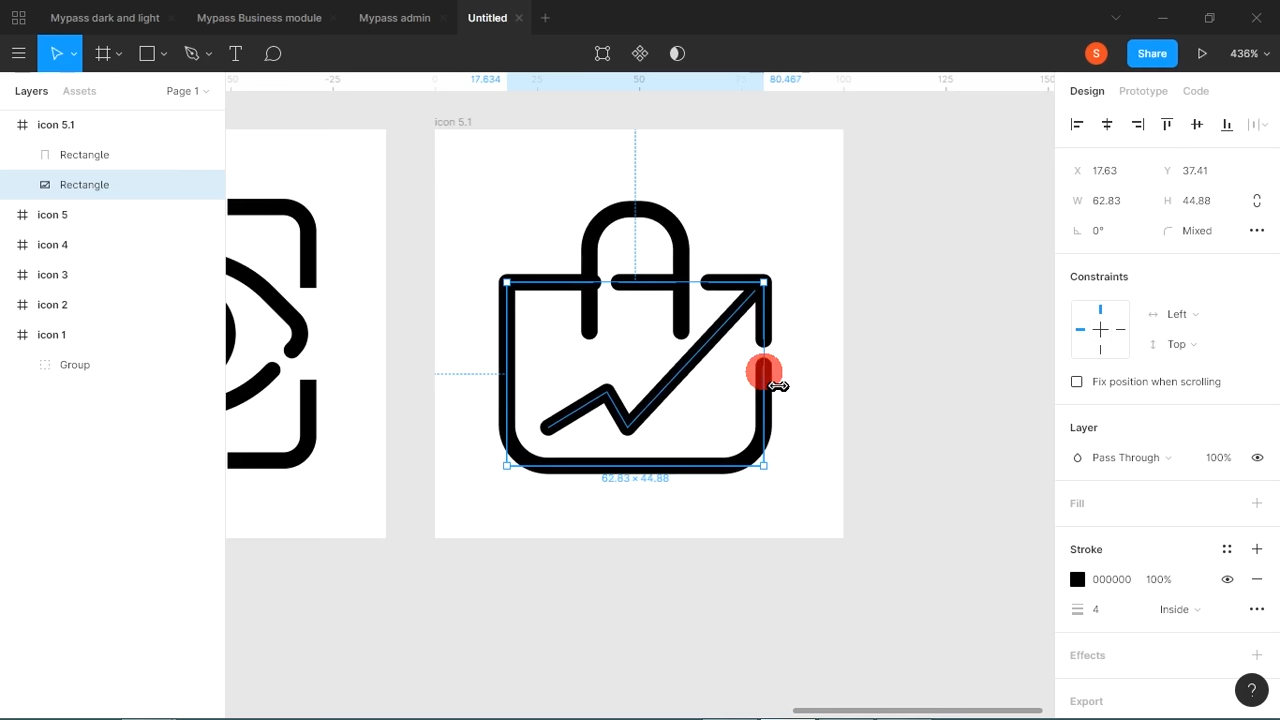 Mypass dark and light
Mypass Business module
Mypass admin
Untitled
S
Share
436%
Layers
Assets
Page 1
50
-25
0
17.634
25
50
75
80.467
100
125
150
Design
Prototype
Code
icon 5.1
Rectangle
Rectangle
icon 5
icon 4
icon 3
icon 2
icon 1
Group
icon 5.1
62.83 × 44.88
X 17.63
Y 37.41
W 62.83
H 44.88
0°
Mixed
Constraints
Left
Top
Fix position when scrolling
Layer
Pass Through
100%
Fill
Stroke
000000
100%
4
Inside
Effects
Export
?